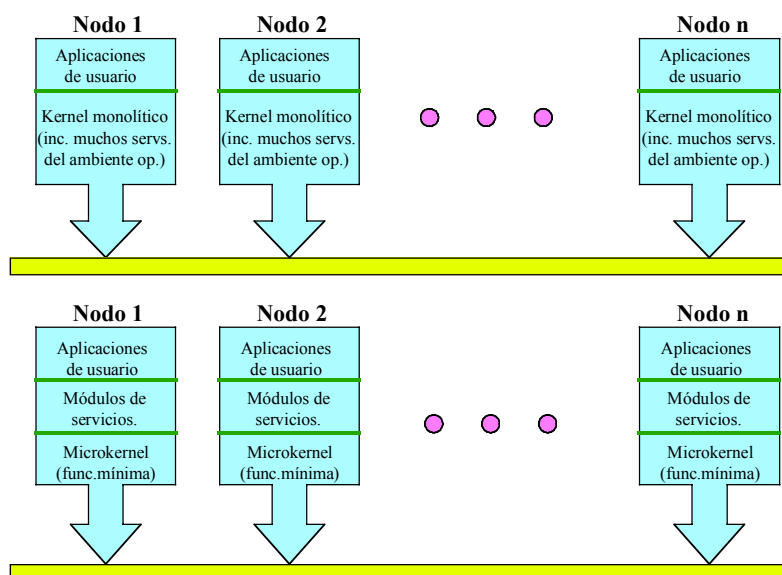 Nodo 1
Aplicaciones
de usuario
Kernel monolítico
(inc. muchos servs.
del ambiente op.)
Nodo 2
Aplicaciones
de usuario
Kernel monolítico
(inc. muchos servs.
del ambiente op.)
Nodo n
Aplicaciones
de usuario
Kernel monolítico
(inc. muchos servs.
del ambiente op.)
Nodo 1
Aplicaciones
de usuario
Módulos de
servicios.
Microkernel
(func.mínima)
Nodo 2
Aplicaciones
de usuario
Módulos de
servicios.
Microkernel
(func.mínima)
Nodo n
Aplicaciones
de usuario
Módulos de
servicios.
Microkernel
(func.mínima)